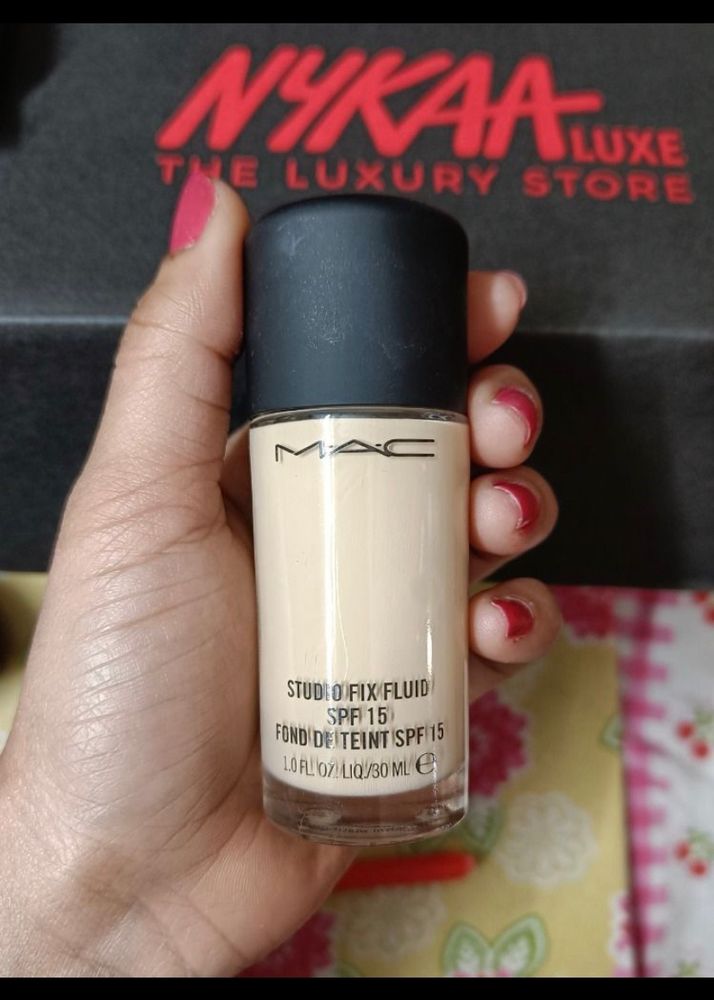 NYKAA LUXE
THE LUXURY STORE
M·A·C
STUDIO FIX FLUID
SPF 15
FOND DE TEINT SPF 15
1.0 FL. OZ. LIQ./30 ML ℮